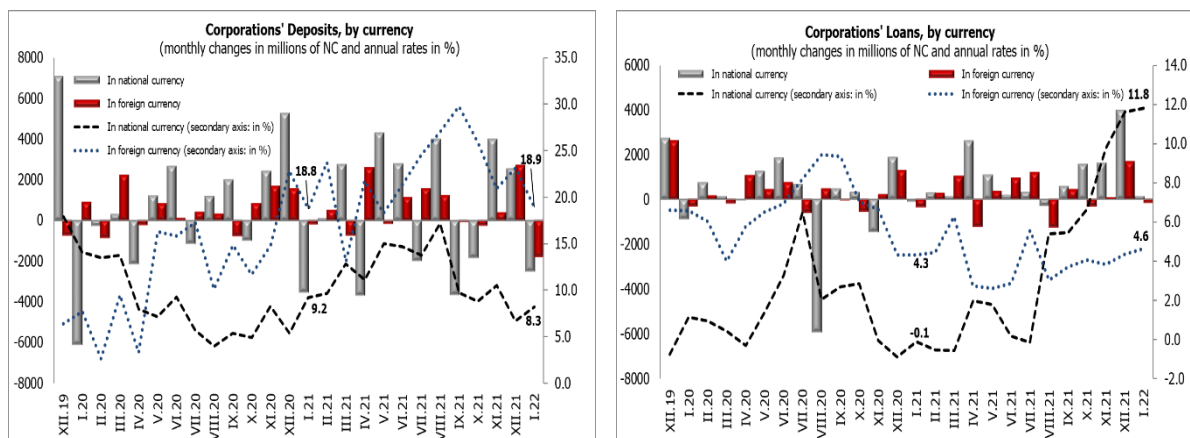 Corporations' Deposits, by currency
(monthly changes in millions of NC and annual rates in %)
8000
6000
4000
2000
0
-2000
-4000
-6000
-8000
In national currency
In foreign currency
In national currency (secondary axis: in %)
In foreign currency (secondary axis: in %)
18.8
18.9
9.2
8.3
35.0
30.0
25.0
20.0
15.0
10.0
5.0
0.0
XII.19
I.20
II.20
III.20
IV.20
V.20
VI.20
VII.20
VIII.20
IX.20
X.20
XI.20
XII.20
I.21
II.21
III.21
IV.21
V.21
VI.21
VII.21
VIII.21
IX.21
X.21
XI.21
XII.21
I.22
Corporations' Loans, by currency
(monthly changes in millions of NC and annual rates in %)
6000
4000
2000
0
-2000
-4000
-6000
-8000
In national currency
In foreign currency
In national currency (secondary axis: in %)
In foreign currency (secondary axis: in %)
11.8
4.3
4.6
-0.1
14.0
12.0
10.0
8.0
6.0
4.0
2.0
0.0
-2.0
XII.19
I.20
II.20
III.20
IV.20
V.20
VI.20
VII.20
VIII.20
IX.20
X.20
XI.20
XII.20
I.21
II.21
III.21
IV.21
V.21
VI.21
VII.21
VIII.21
IX.21
X.21
XI.21
XII.21
I.22